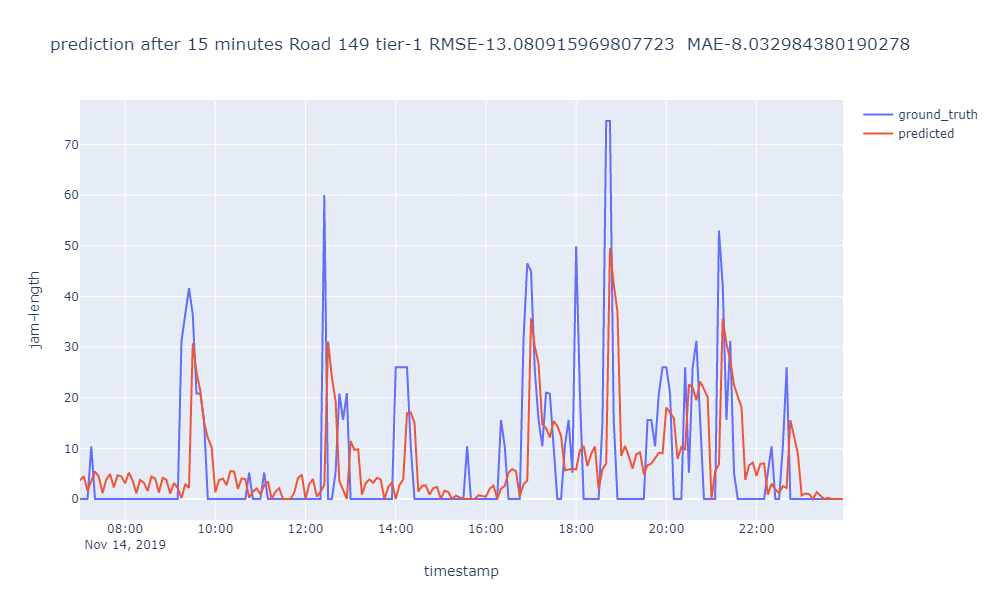 prediction after 15 minutes Road 149 tier-1 RMSE-13.080915969807723  MAE-8.032984380190278
ground_truth
predicted
70
60
50
40
30
20
10
0
jam-length
08:00 10:00 12:00 14:00 16:00 18:00 20:00 22:00
Nov 14, 2019
timestamp